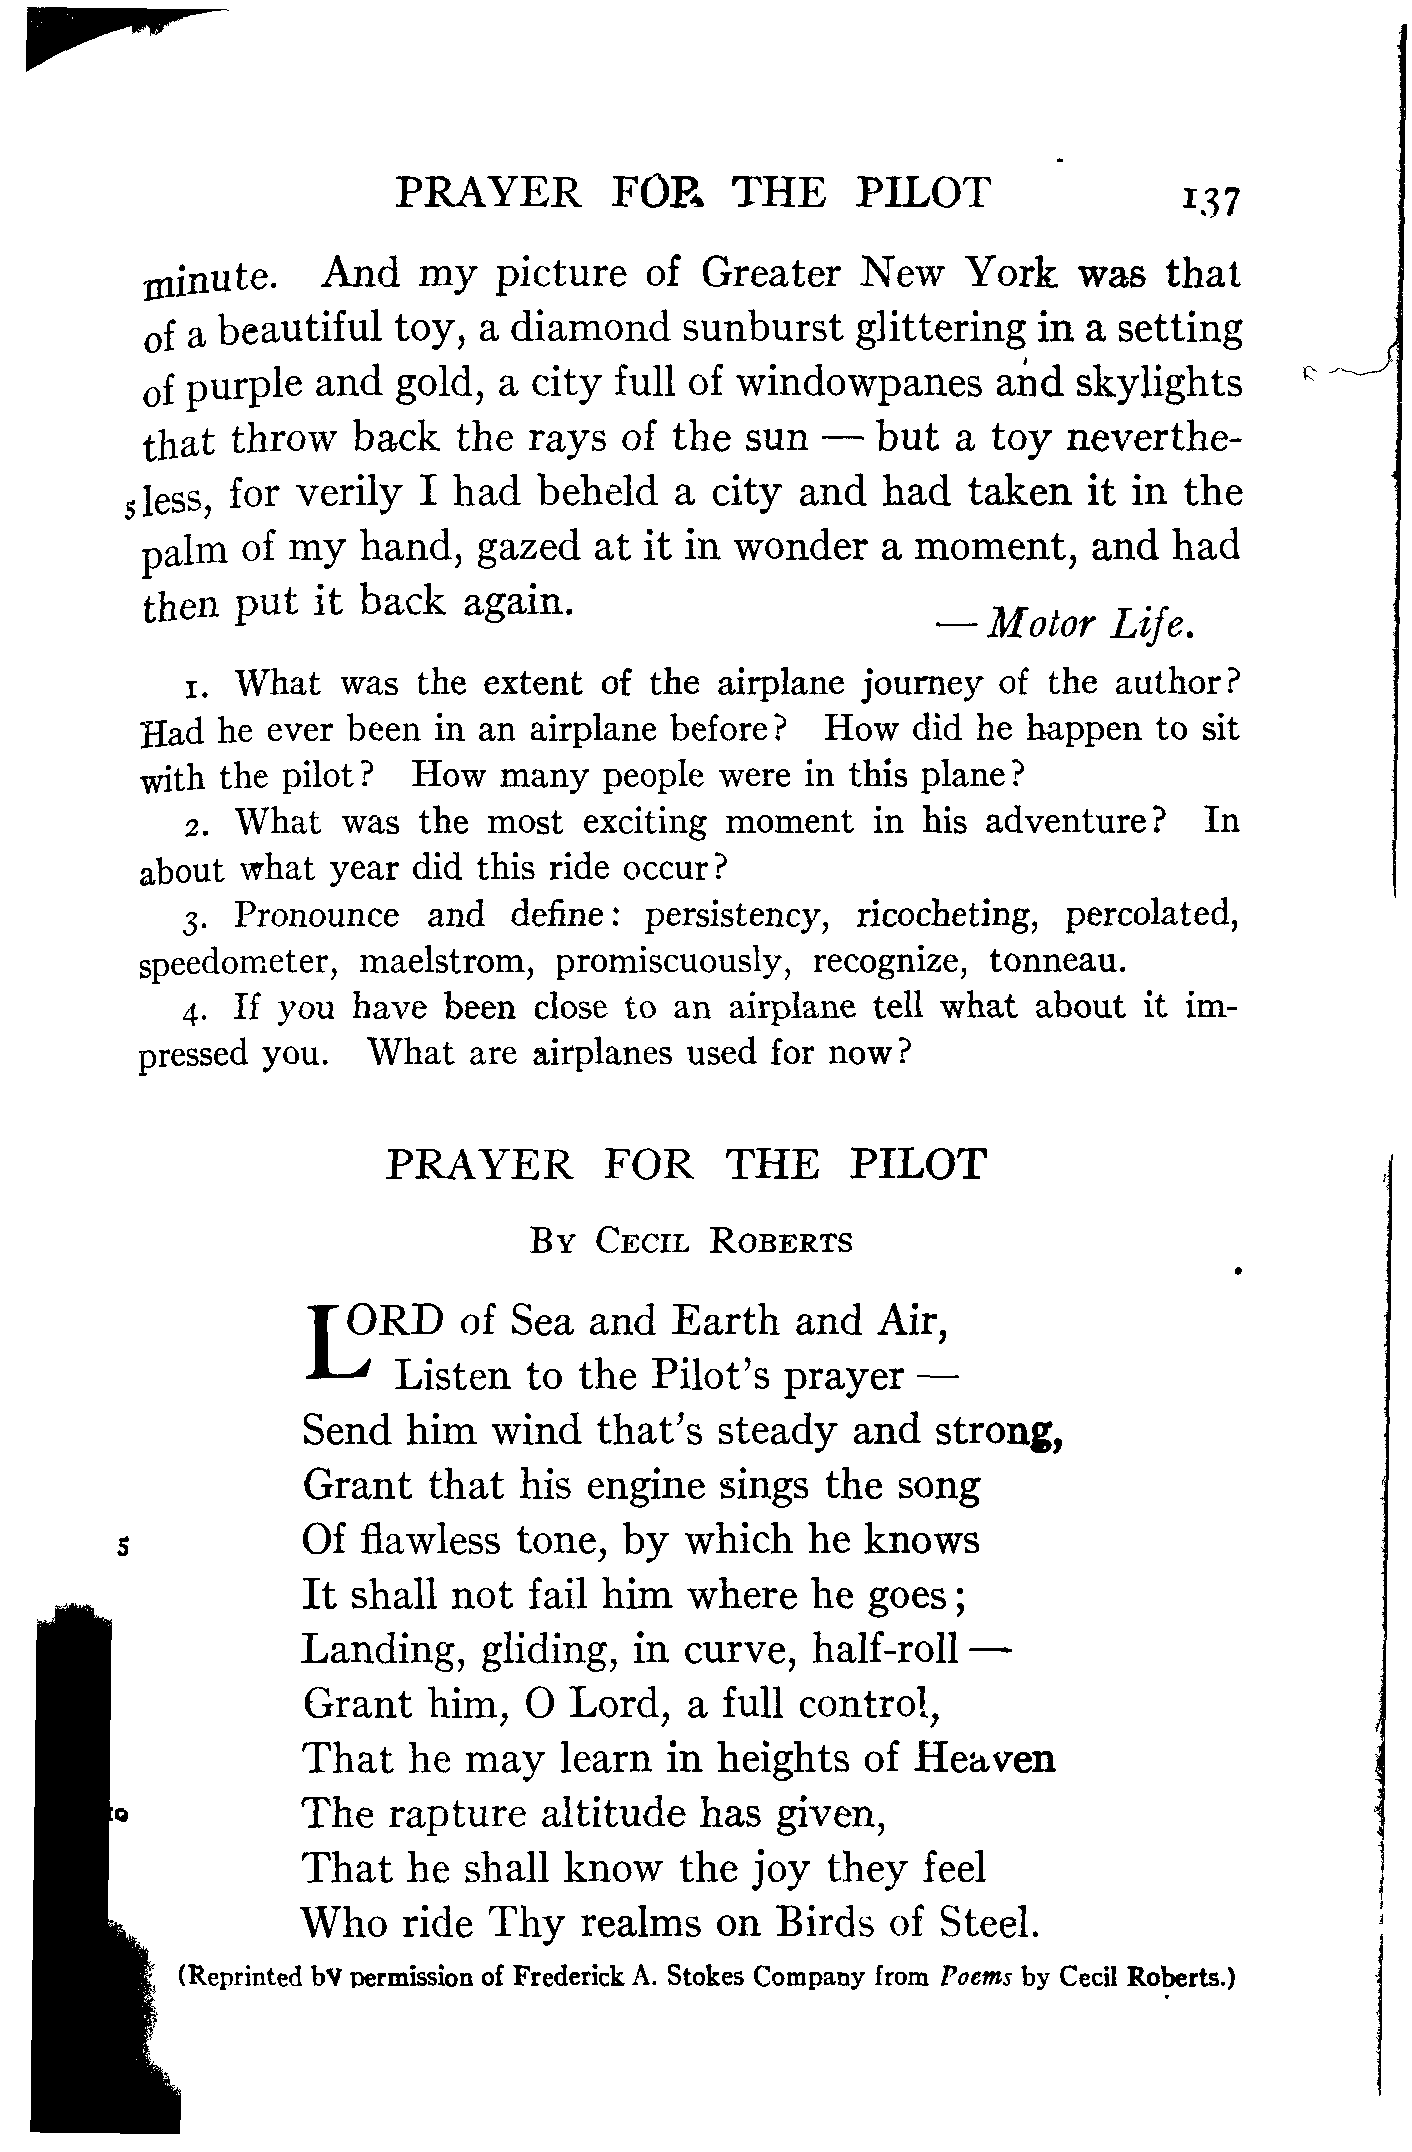 PRAYER FOR THE PILOT 137
minute. And my picture of Greater New York was that
of a beautiful toy, a diamond sunburst glittering in a setting
of purple and gold, a city full of windowpanes and skylights
that throw back the rays of the sun — but a toy neverthe-
5 less, for verily I had beheld a city and had taken it in the
palm of my hand, gazed at it in wonder a moment, and had
then put it back again.
— Motor Life.
1. What was the extent of the airplane journey of the author?
Had he ever been in an airplane before? How did he happen to sit
with the pilot? How many people were in this plane?
2. What was the most exciting moment in his adventure? In
about what year did this ride occur?
3. Pronounce and define: persistency, ricocheting, percolated,
speedometer, maelstrom, promiscuously, recognize, tonneau.
4. If you have been close to an airplane tell what about it im-
pressed you. What are airplanes used for now?
PRAYER FOR THE PILOT
By Cecil Roberts
LORD of Sea and Earth and Air,
Listen to the Pilot's prayer —
Send him wind that's steady and strong,
Grant that his engine sings the song
5 Of flawless tone, by which he knows
It shall not fail him where he goes;
Landing, gliding, in curve, half-roll —
Grant him, O Lord, a full control,
That he may learn in heights of Heaven
10 The rapture altitude has given,
That he shall know the joy they feel
Who ride Thy realms on Birds of Steel.
(Reprinted by permission of Frederick A. Stokes Company from Poems by Cecil Roberts.)